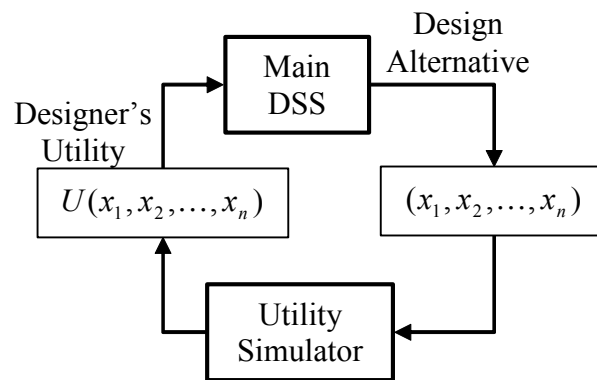 Main
DSS
Design
Alternative
Designer's
Utility
U(x₁, x₂,..., xₙ)
(x₁, x₂,..., xₙ)
Utility
Simulator